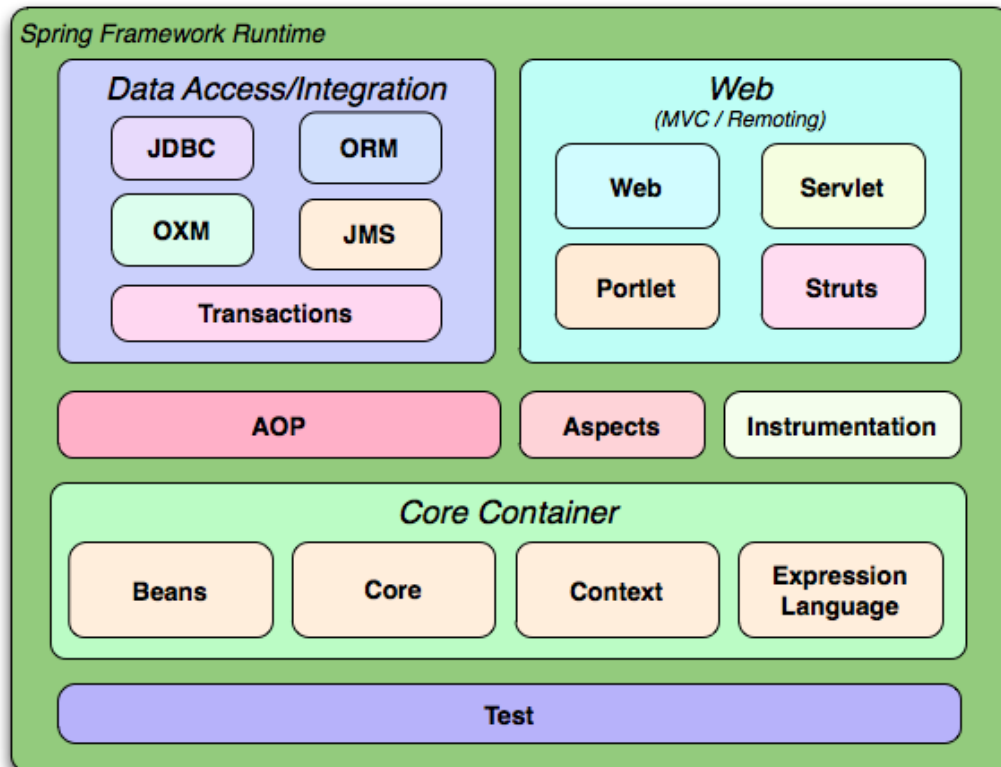 Spring Framework Runtime
Data Access/Integration
JDBC
ORM
OXM
JMS
Transactions
Web
(MVC / Remoting)
Web
Servlet
Portlet
Struts
AOP
Aspects
Instrumentation
Core Container
Beans
Core
Context
Expression
Language
Test